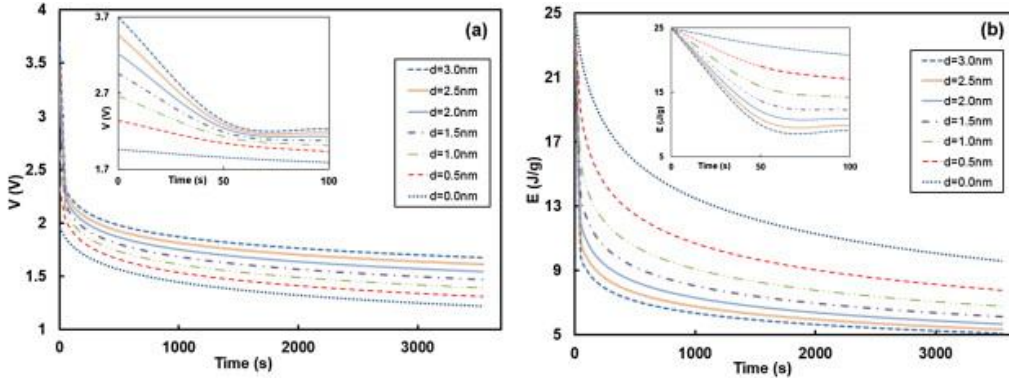 (a)
4
3.5
3
2.5
2
1.5
1
V (V)
0
1000
2000
3000
Time (s)
3.7
2.7
1.7
V (V)
0
50
100
Time (s)
d=3.0nm
d=2.5nm
d=2.0nm
d=1.5nm
d=1.0nm
d=0.5nm
d=0.0nm
(b)
25
21
17
13
9
5
E (J/g)
0
1000
2000
3000
Time (s)
25
15
5
E (J/g)
0
50
100
Time (s)
d=3.0nm
d=2.5nm
d=2.0nm
d=1.5nm
d=1.0nm
d=0.5nm
d=0.0nm